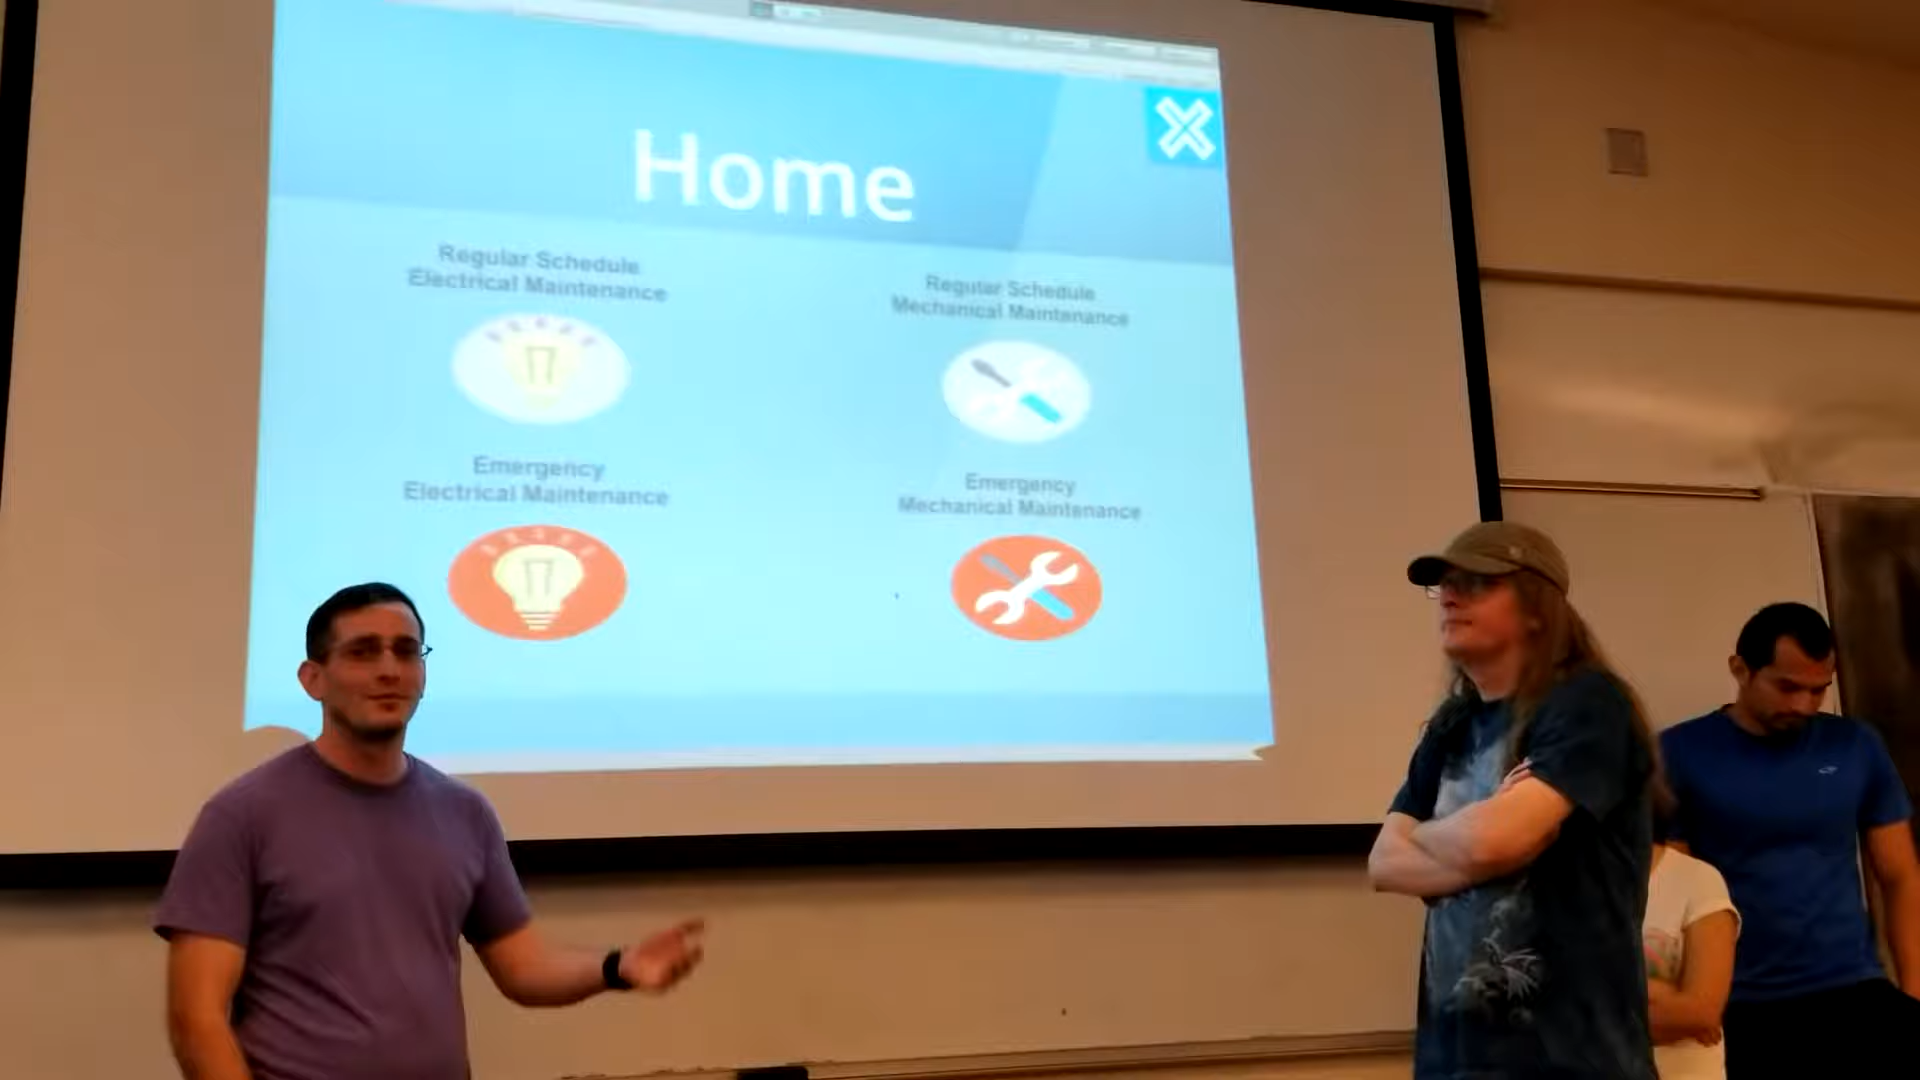 Home
Regular Schedule
Electrical Maintenance
Regular Schedule
Mechanical Maintenance
Emergency
Electrical Maintenance
Emergency
Mechanical Maintenance